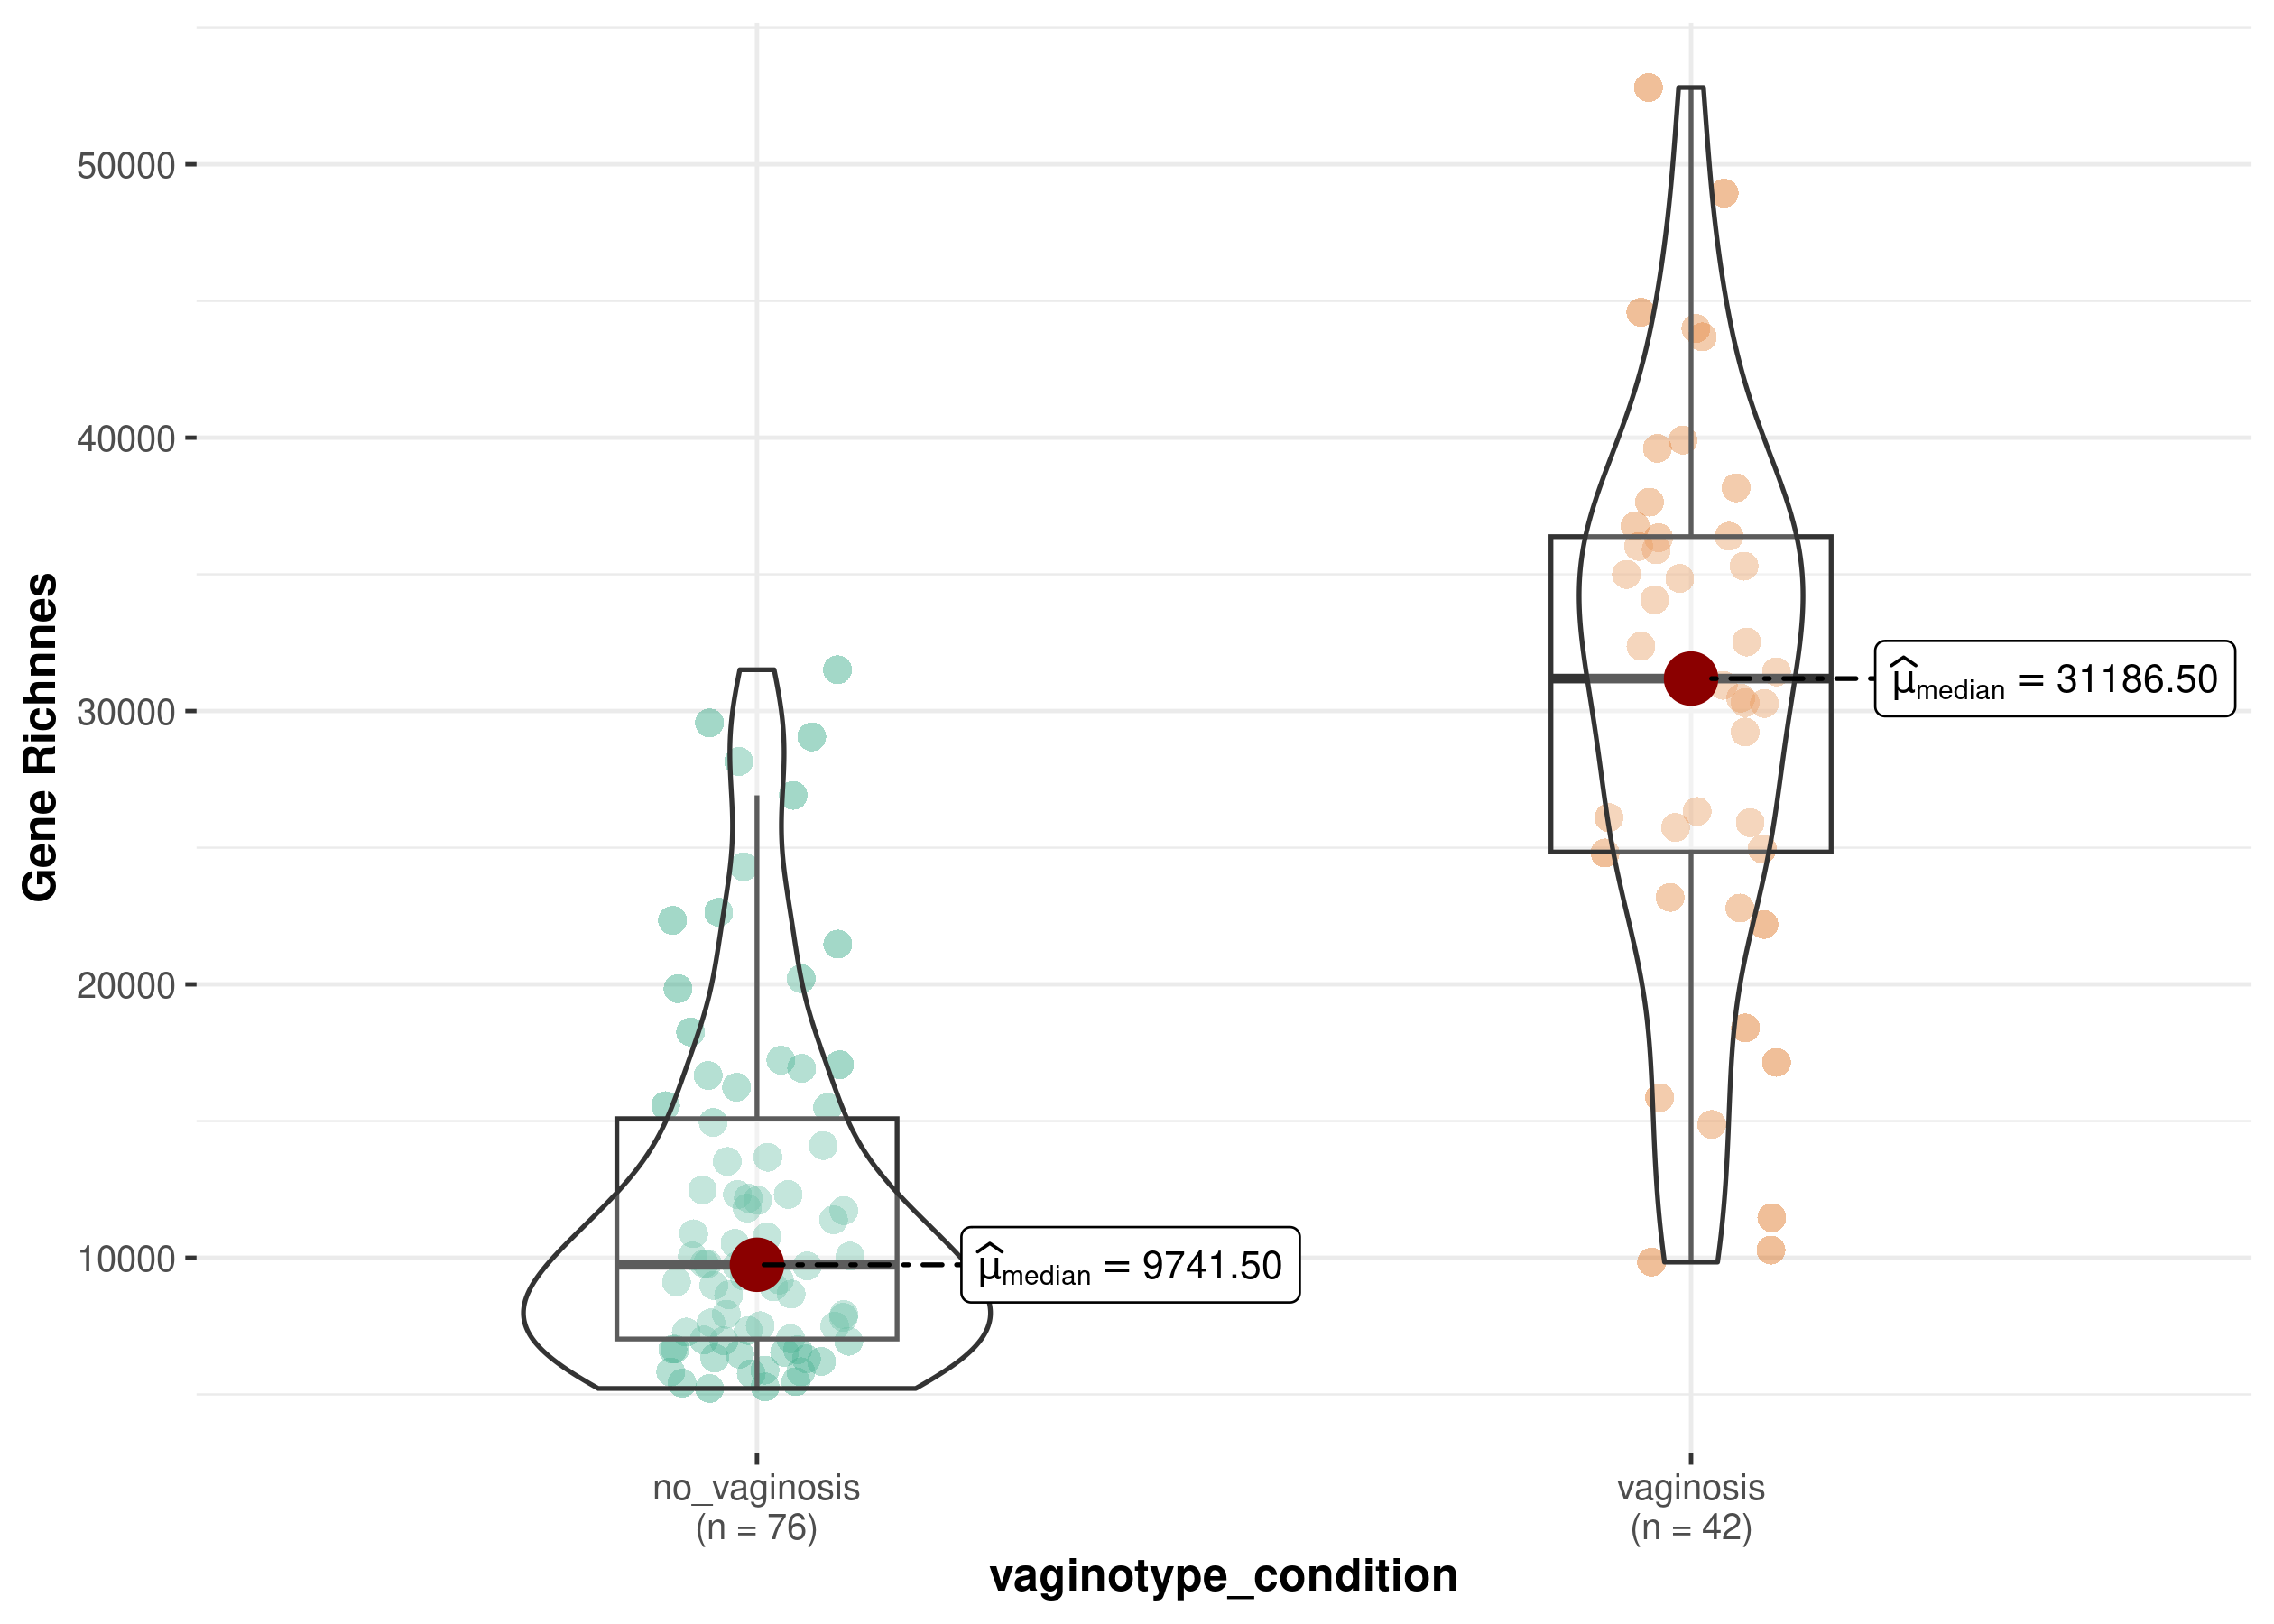 Gene Richnnes
50000
40000
30000
20000
10000
μ̂median = 31186.50
μ̂median = 9741.50
no_vaginosis
(n = 76)
vaginosis
(n = 42)
vaginotype_condition